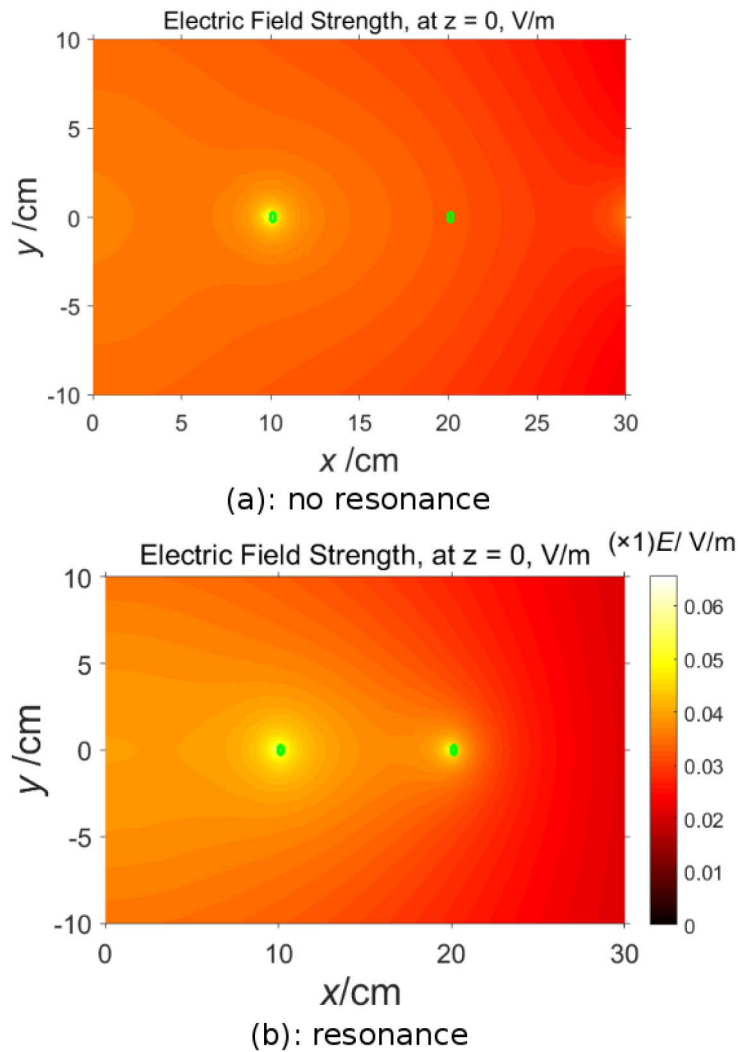 Electric Field Strength, at z = 0, V/m
10
5
0
-5
-10
y /cm
0 5 10 15 20 25 30
x /cm
(a): no resonance
(×1)E/ V/m
Electric Field Strength, at z = 0, V/m
10
5
0
-5
-10
y /cm
0.06
0.05
0.04
0.03
0.02
0.01
0
0 10 20 30
x/cm
(b): resonance